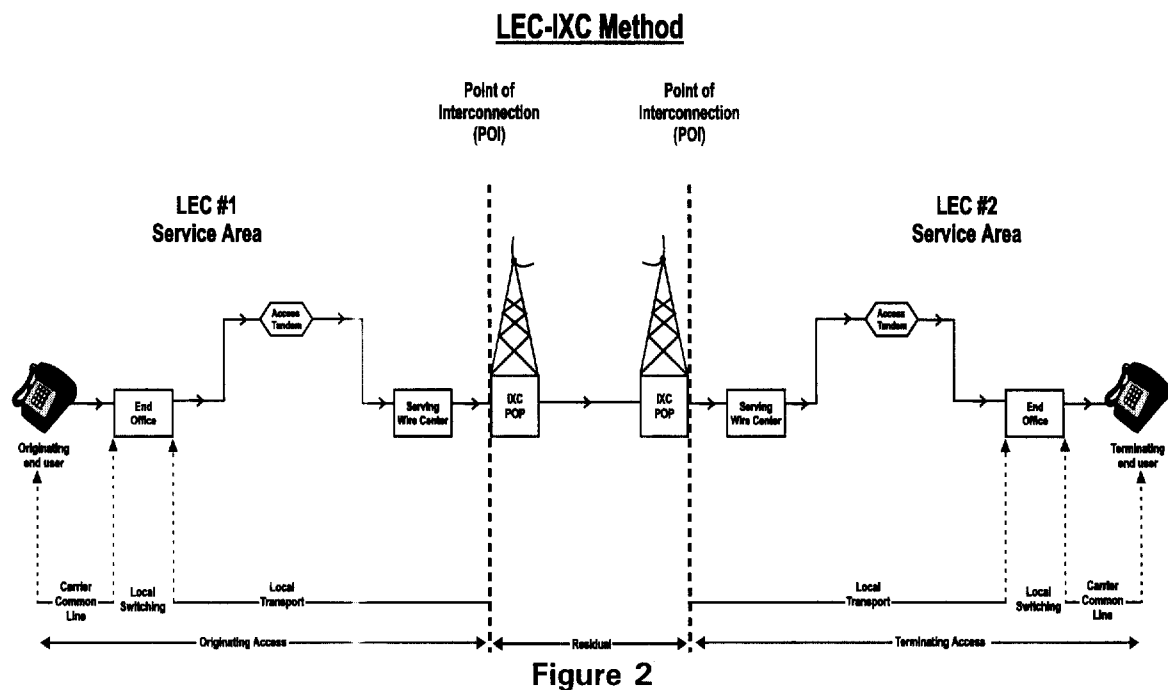 LEC-IXC Method
Point of
Interconnection
(POI)
Point of
Interconnection
(POI)
LEC #1
Service Area
LEC #2
Service Area
Access
Tandem
Access
Tandem
End
Office
Serving
Wire Center
IXC
POP
IXC
POP
Serving
Wire Center
End
Office
Originating
end user
Terminating
end user
Carrier
Common
Line
Local
Switching
Local
Transport
Local
Transport
Local
Switching
Carrier
Common
Line
Originating Access
Residual
Terminating Access
Figure 2